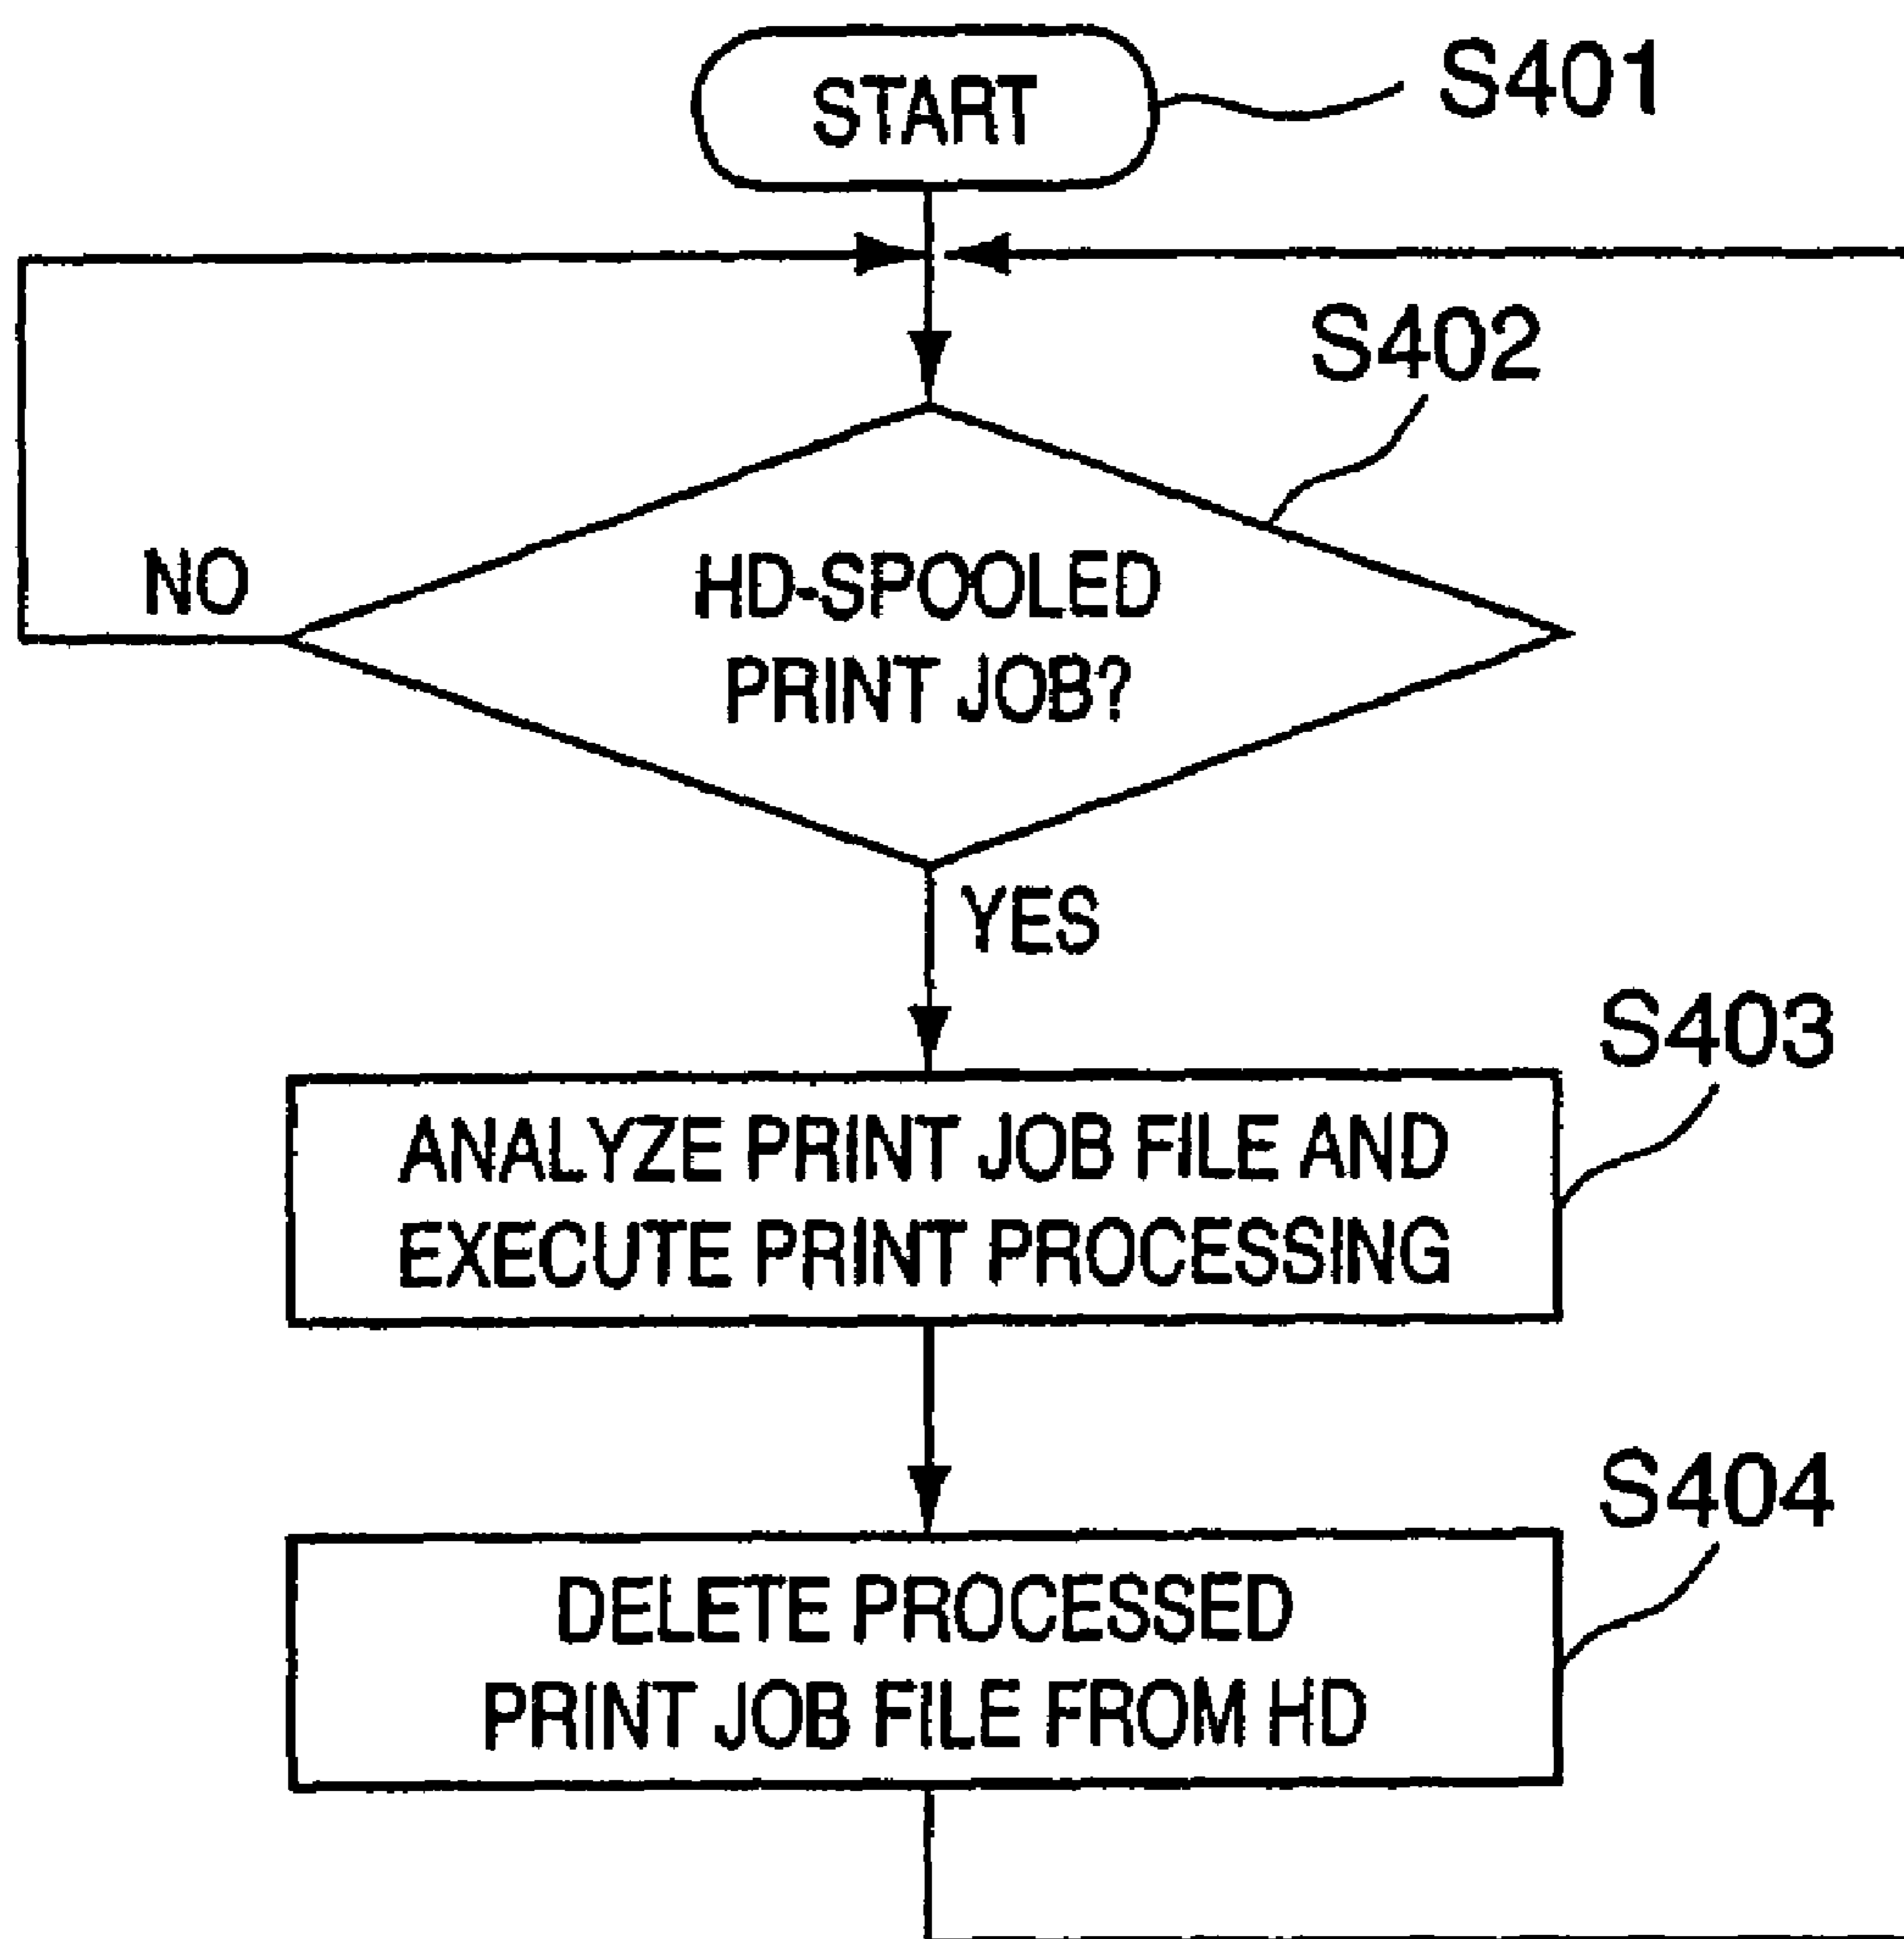 START
S401
S402
HD-SPOOLED
PRINT JOB?
NO
YES
S403
ANALYZE PRINT JOB FILE AND
EXECUTE PRINT PROCESSING
S404
DELETE PROCESSED
PRINT JOB FILE FROM HD